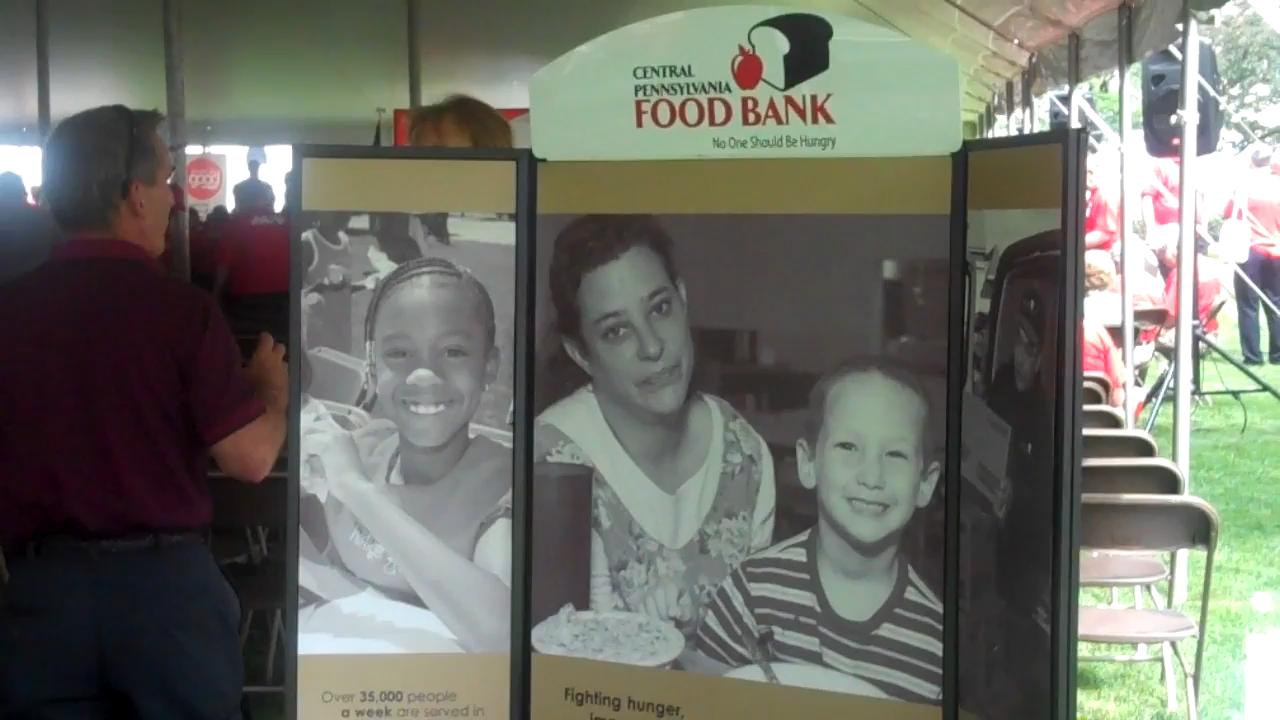 CENTRAL
PENNSYLVANIA
FOOD BANK
No One Should Be Hungry
good
Over 35,000 people
a week are served in
Fighting hunger,